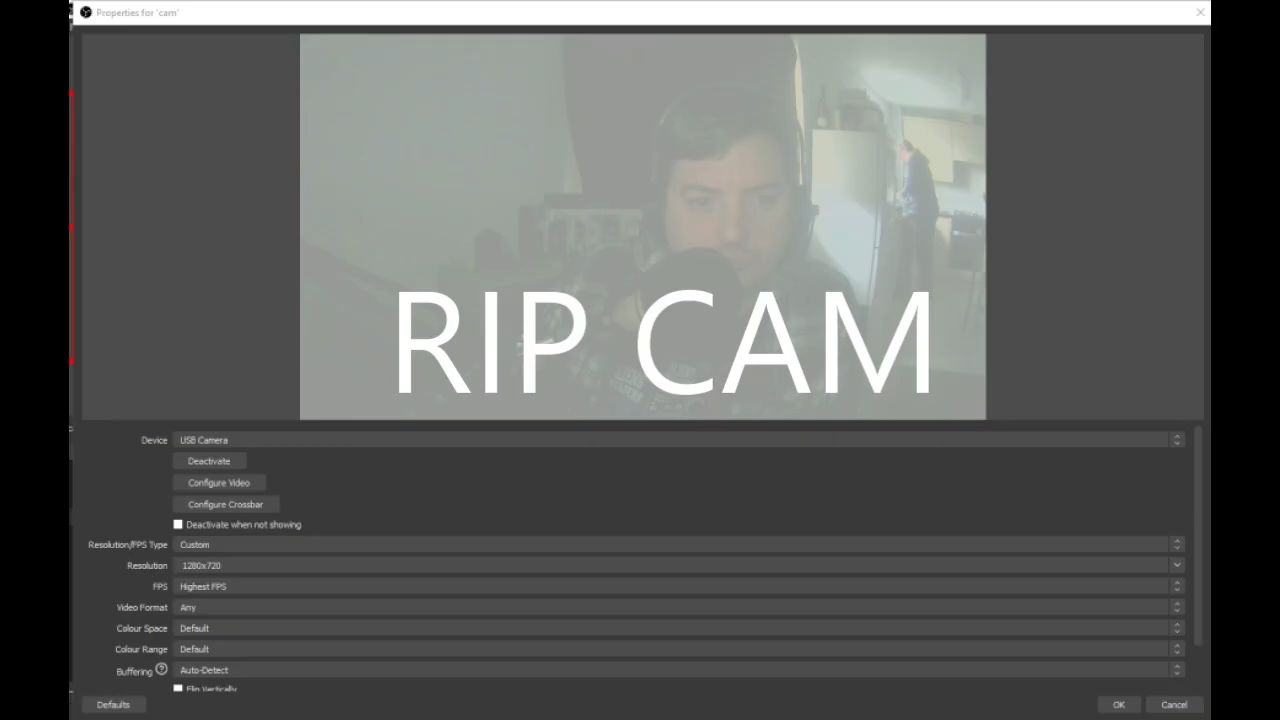 Properties for 'cam'
RIP CAM
Device USB Camera
Deactivate
Configure Video
Configure Crossbar
Deactivate when not showing
Resolution/FPS Type Custom
Resolution 1280x720
FPS Highest FPS
Video Format Any
Colour Space Default
Colour Range Default
Buffering ? Auto-Detect
Flip Vertically
Defaults OK Cancel